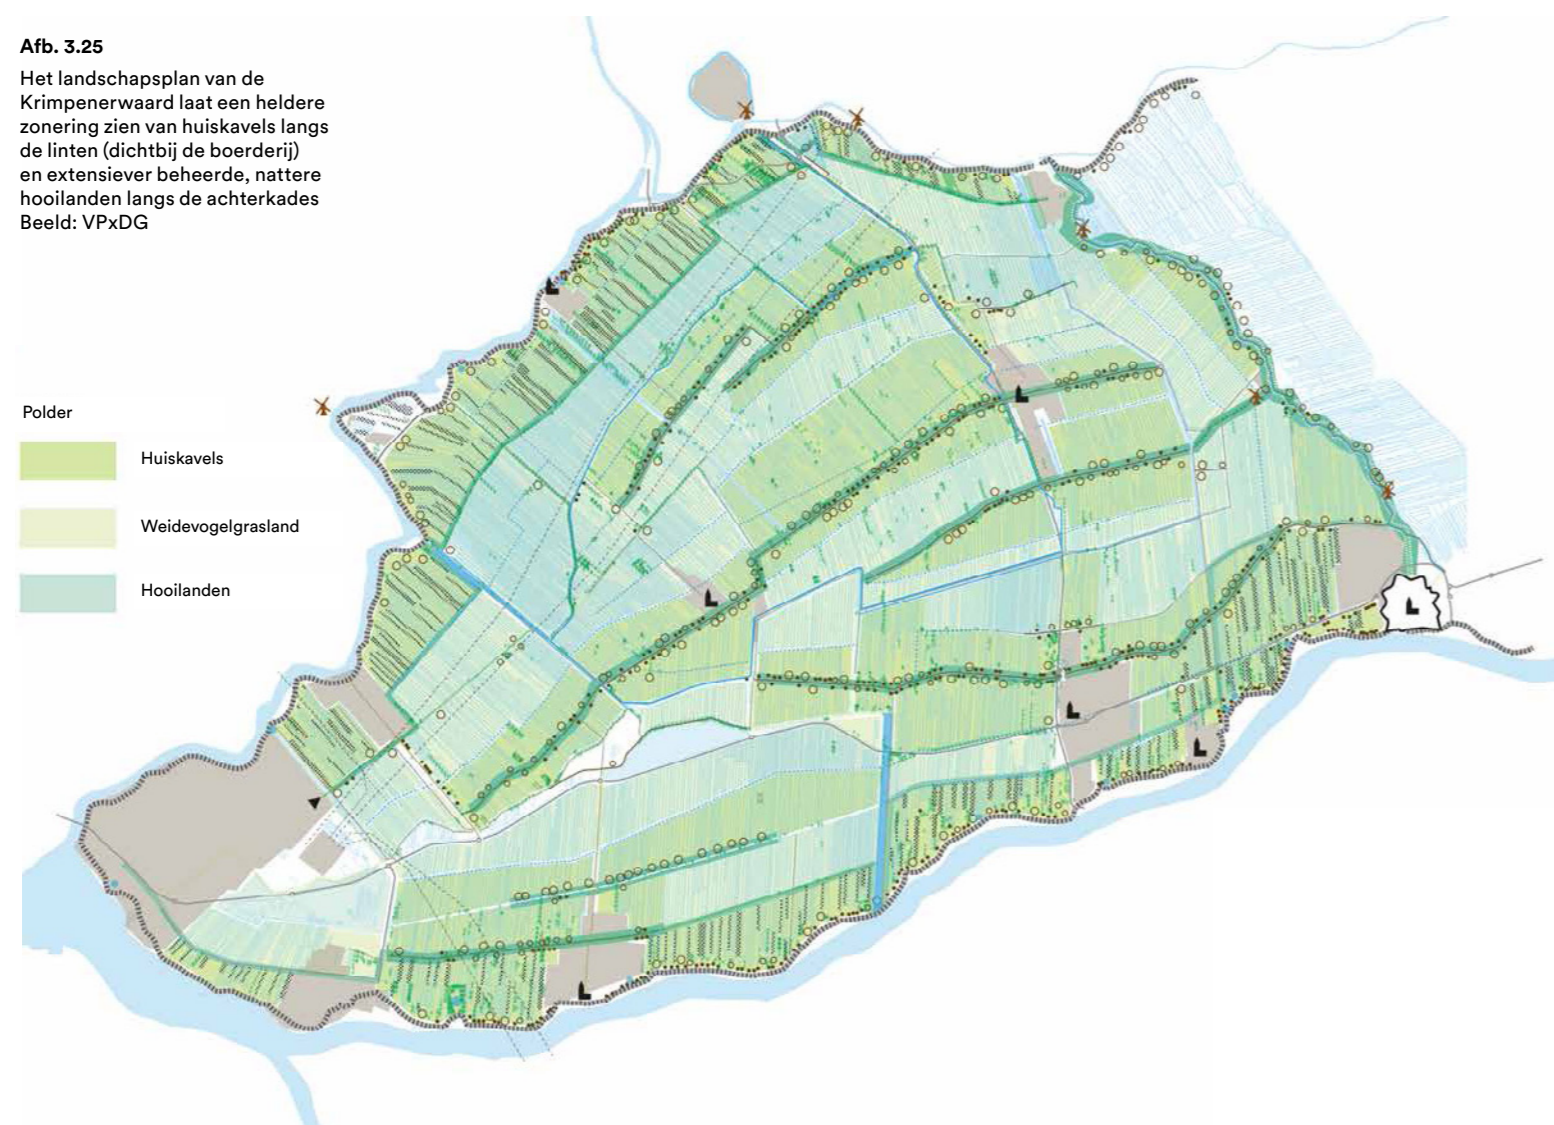 Afb. 3.25
Het landschapsplan van de
Krimpenerwaard laat een heldere
zonering zien van huiskavels langs
de linten (dichtbij de boerderij)
en extensiever beheerde, nattere
hooilanden langs de achterkades
Beeld: VPxDG
Polder
Huiskavels
Weidevogelgrasland
Hooilanden